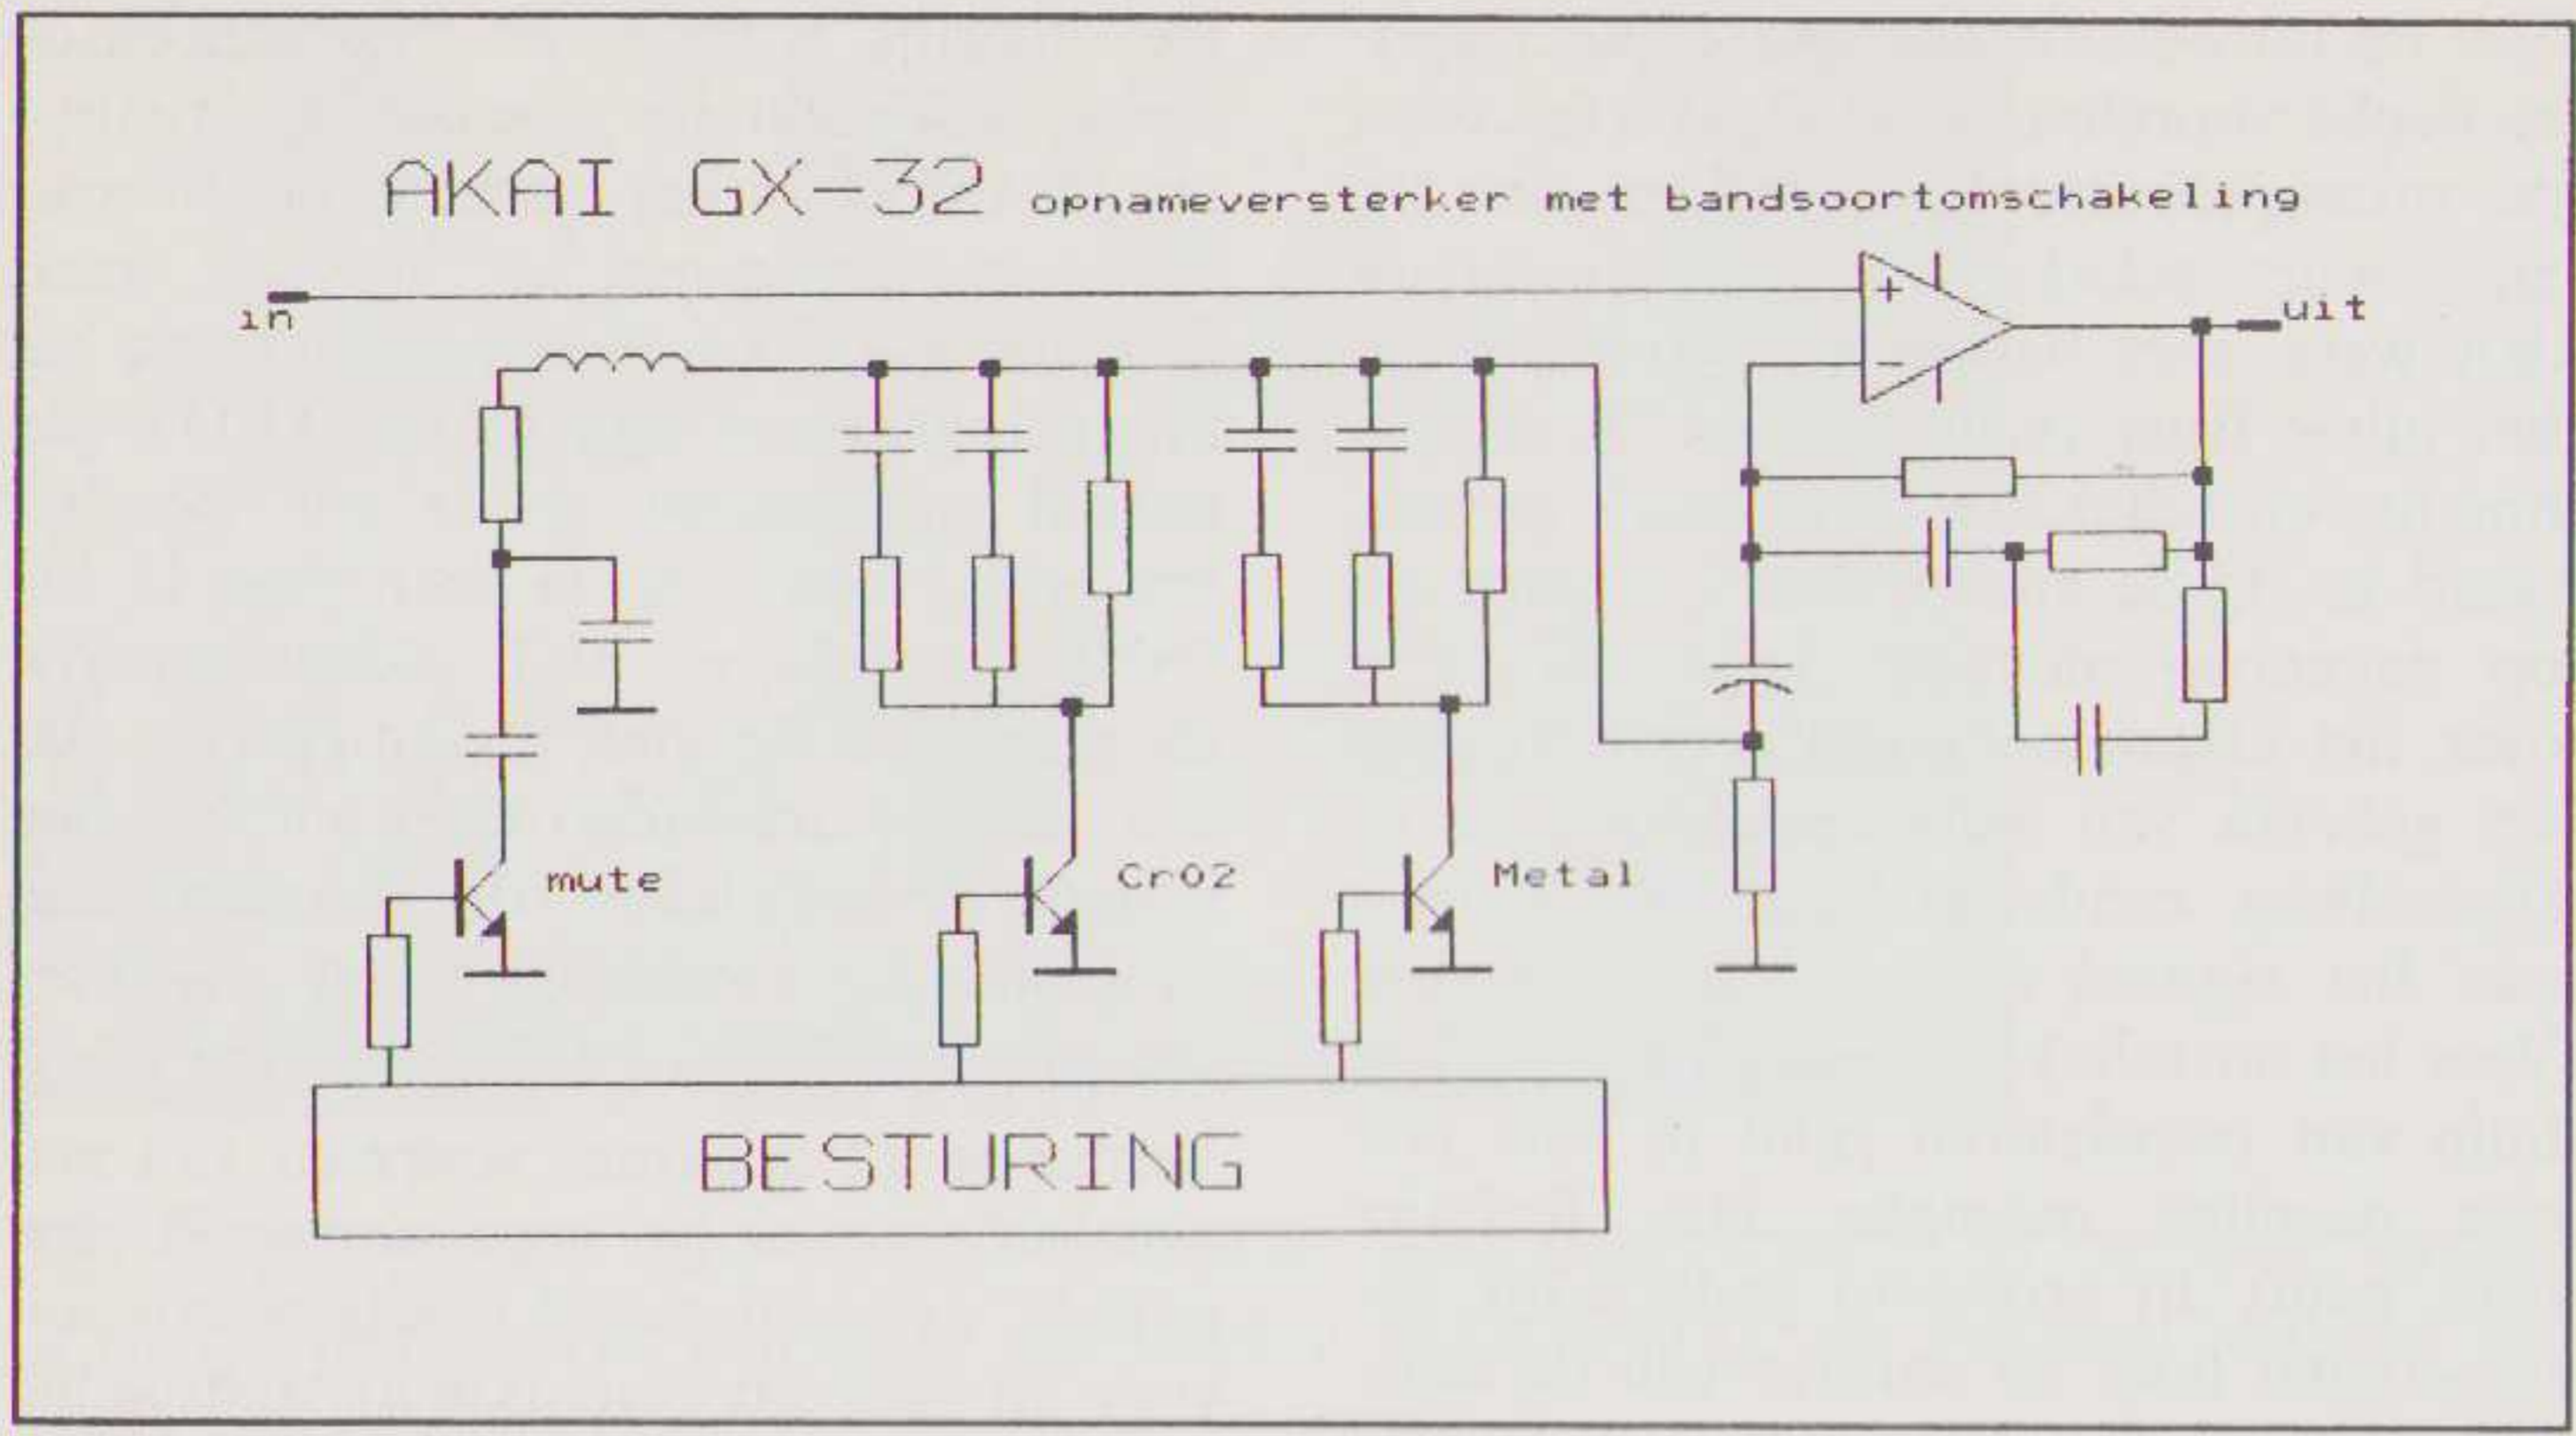 AKAI GX-32 opnameversterker met bandsoortomschakeling
in
+
uit
-
mute
CrO2
Metal
BESTURING